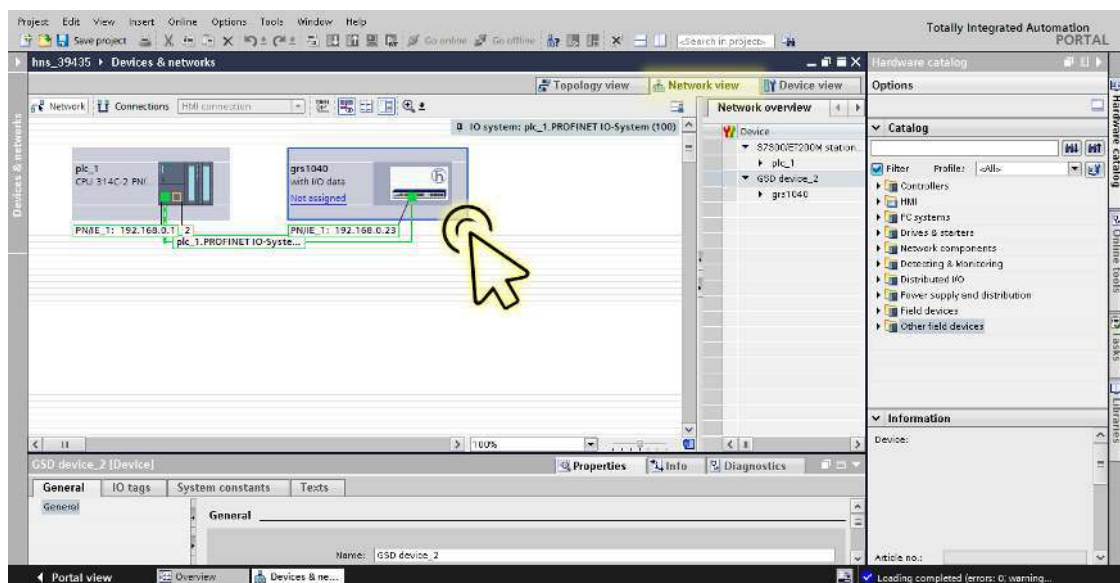 Project Edit View Insert Online Options Tools Window Help
Totally Integrated Automation
PORTAL
Save project Go online Go offline <Search in project>
hns_39435 ▸ Devices & networks
Hardware catalog
Topology view Network view Device view
Options
Network Connections HMI connection
Network overview
IO system: plc_1.PROFINET IO-System (100)
Device
S7300/ET200M station...
plc_1
GSD device_2
grs1040
plc_1
CPU 314C-2 PN/...
grs1040
with I/O data
Not assigned
PN/IE_1: 192.168.0.1 2
PN/IE_1: 192.168.0.23
plc_1.PROFINET IO-Syste...
Catalog
Filter Profile: <All>
Controllers
HMI
PC systems
Drives & starters
Network components
Detecting & Monitoring
Distributed I/O
Power supply and distribution
Field devices
Other field devices
Devices & networks
Hardware catalog
Online tools
Tasks
Libraries
100%
Information
Device:
Article no.:
GSD device_2 [Device]
Properties Info Diagnostics
General IO tags System constants Texts
General
General
Name: GSD device_2
Portal view Overview Devices & ne...
Loading completed (errors: 0; warning...